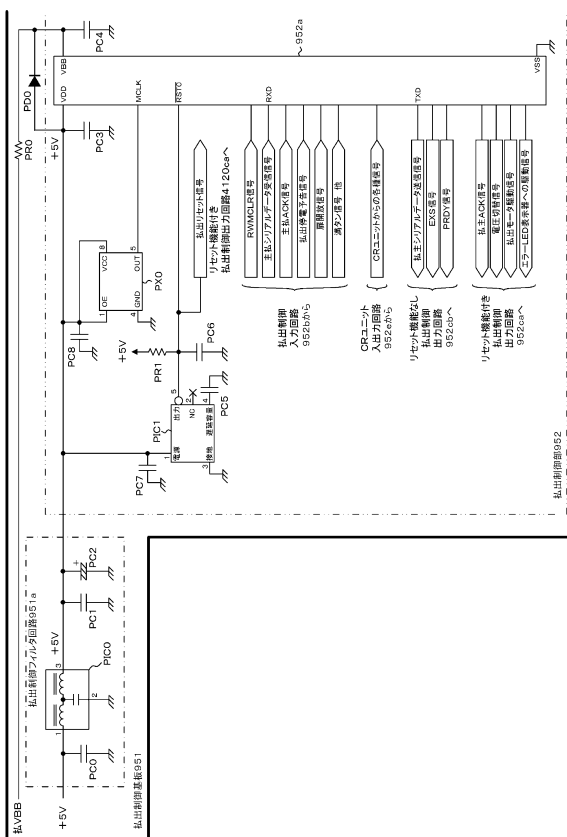 払VBB
+5V
払出制御基板951
払出制御フィルタ回路951a
PC0
1
3
2
PIC0
+5V
PC1
+
PC2
PC7
PIC1
1
電源
出力
5
NC
2
接地
3
遅延容量
4
PC5
+5V
PR1
PC6
PC8
1
OE
VCC
8
4
GND
OUT
5
PX0
払出リセット信号
リセット機能付き
払出制御出力回路4120caへ
PR0
PD0
+5V
PC3
PC4
VDD
VBB
MCLK
RST0
RXD
TXD
VSS
952a
払出制御
入力回路
952bから
RWMCLR信号
主払シリアルデータ受信信号
主払ACK信号
払出停電予告信号
扉開放信号
満タン信号 他
CRユニット
入出力回路
952eから
CRユニットからの各種信号
リセット機能なし
払出制御
出力回路
952cbへ
払主シリアルデータ送信信号
EXS信号
PRDY信号
リセット機能付き
払出制御
出力回路
952caへ
払主ACK信号
電圧切替信号
払出モータ駆動信号
エラーLED表示器への駆動信号
払出制御部952